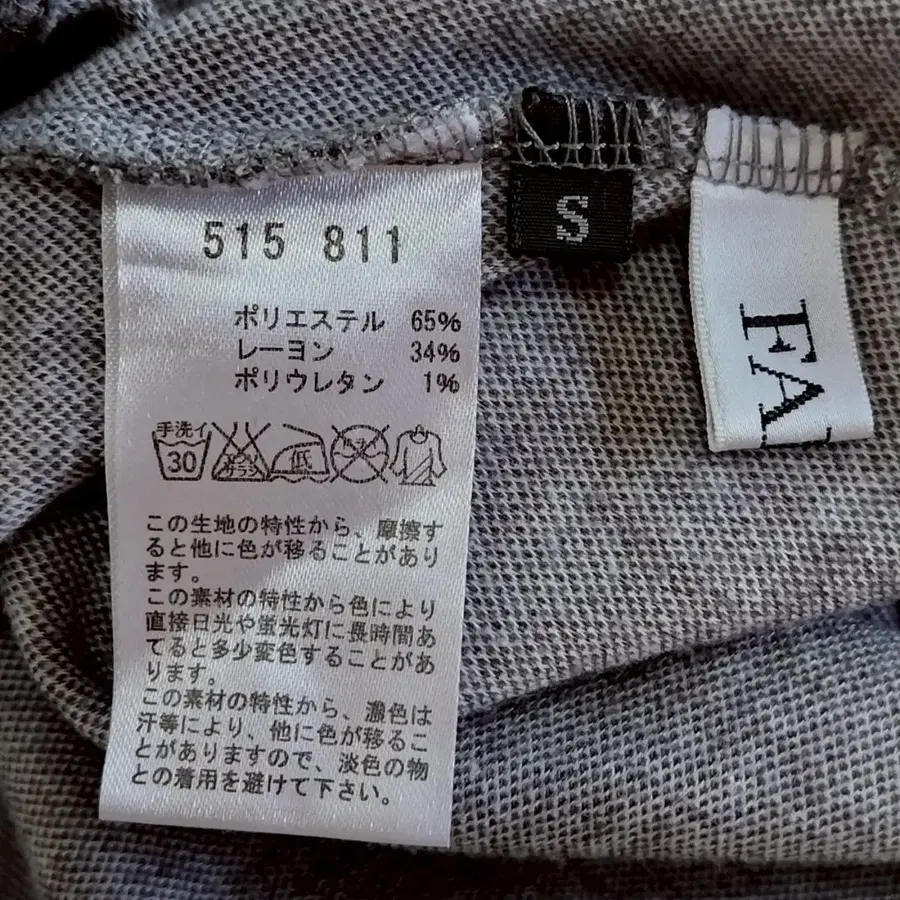 515 811
ポリエステル 65%
レーヨン 34%
ポリウレタン 1%
手洗イ
30
低
この生地の特性から、摩擦す
ると他に色が移ることがあり
ます。
この素材の特性から色により
直接日光や蛍光灯に長時間あ
てると多少変色することがあ
ります。
この素材の特性から、濃色は
汗等により、他に色が移るこ
とがありますので、淡色の物
との着用を避けて下さい。
S
FA